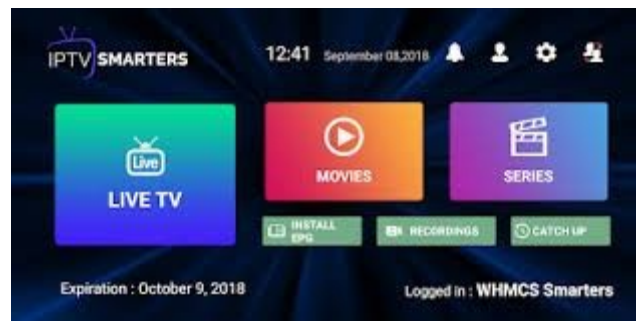 IPTV SMARTERS
12:41 September 08,2018
Live
LIVE TV
MOVIES
SERIES
INSTALL
EPG
RECORDINGS
CATCH UP
Expiration : October 9, 2018
Logged in : WHMCS Smarters